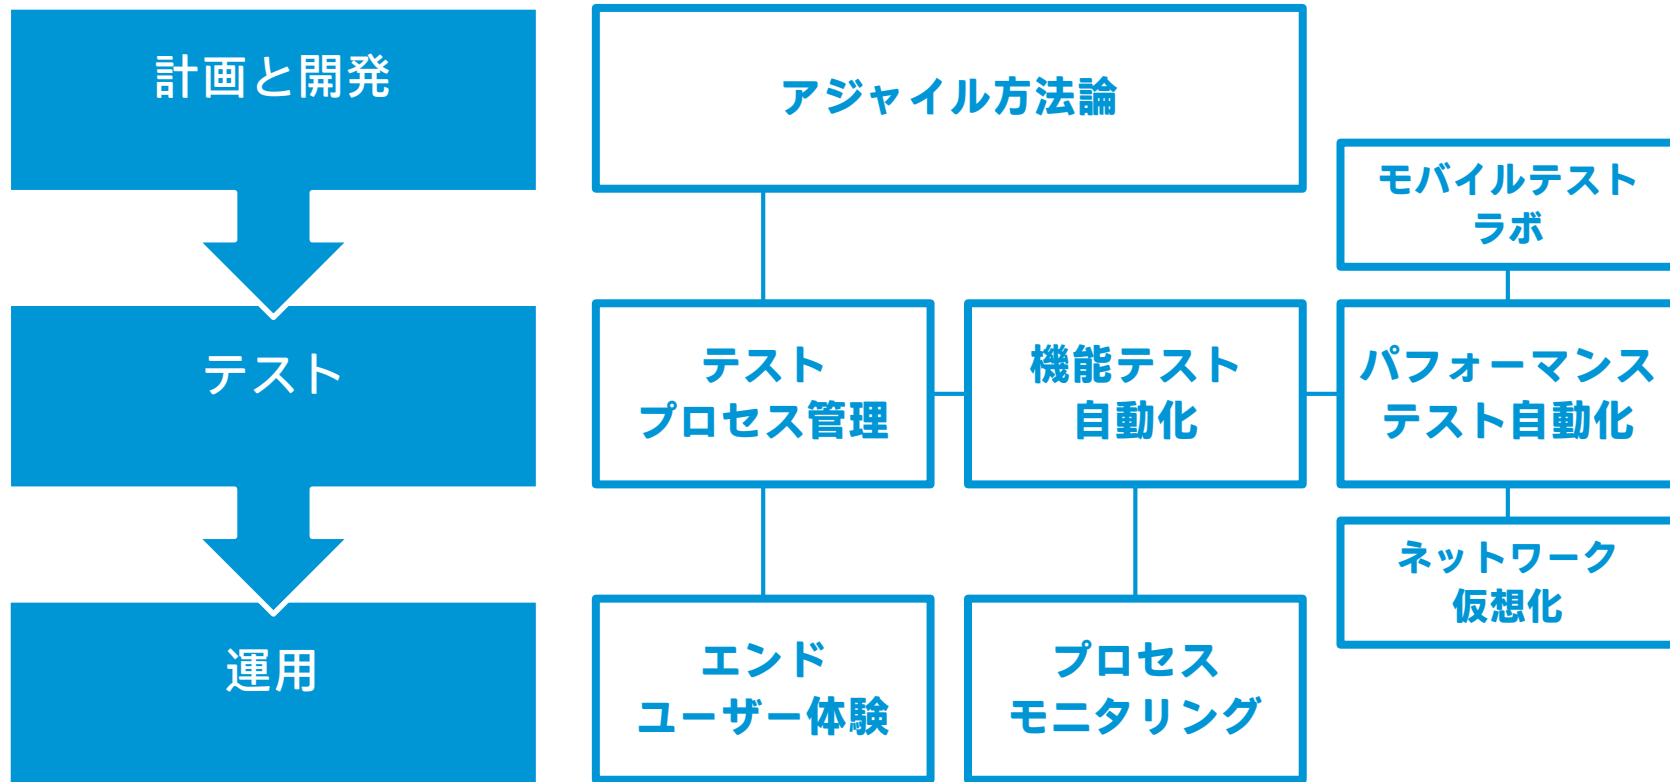 計画と開発
アジャイル方法論
モバイルテスト
ラボ
テスト
テスト
プロセス管理
機能テスト
自動化
パフォーマンス
テスト自動化
ネットワーク
仮想化
運用
エンド
ユーザー体験
プロセス
モニタリング